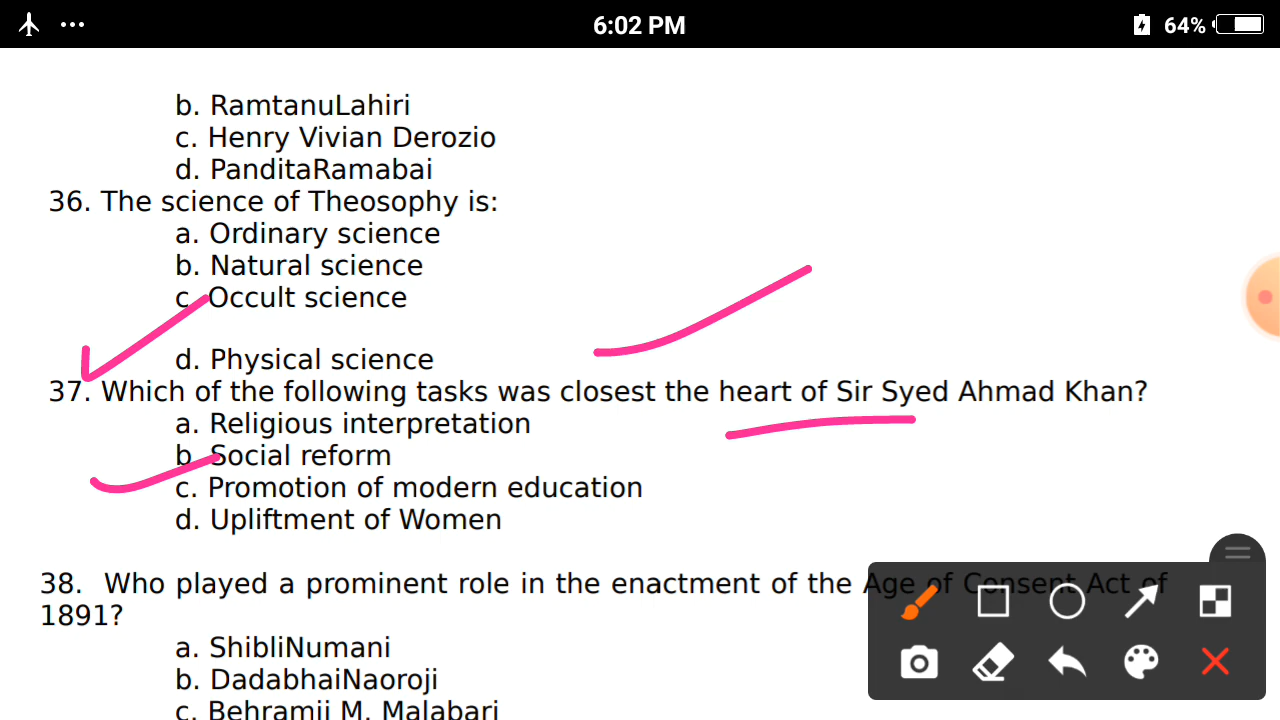 6:02 PM
64%
b. RamtanuLahiri
c. Henry Vivian Derozio
d. PanditaRamabai
36. The science of Theosophy is:
a. Ordinary science
b. Natural science
c. Occult science
d. Physical science
37. Which of the following tasks was closest the heart of Sir Syed Ahmad Khan?
a. Religious interpretation
b. Social reform
c. Promotion of modern education
d. Upliftment of Women
38. Who played a prominent role in the enactment of the Age of Consent Act of
1891?
a. ShibliNumani
b. DadabhaiNaoroji
c. Behramji M. Malabari